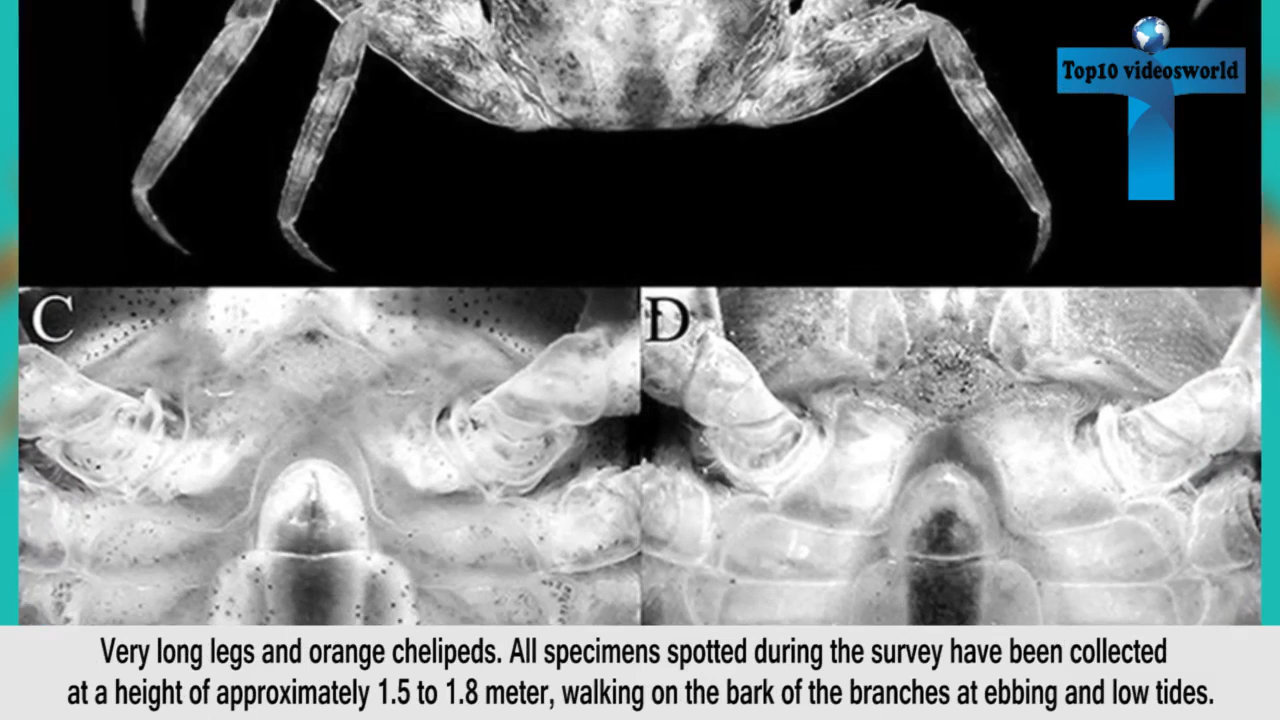 Top10 videosworld
C
D
Very long legs and orange chelipeds. All specimens spotted during the survey have been collected
at a height of approximately 1.5 to 1.8 meter, walking on the bark of the branches at ebbing and low tides.